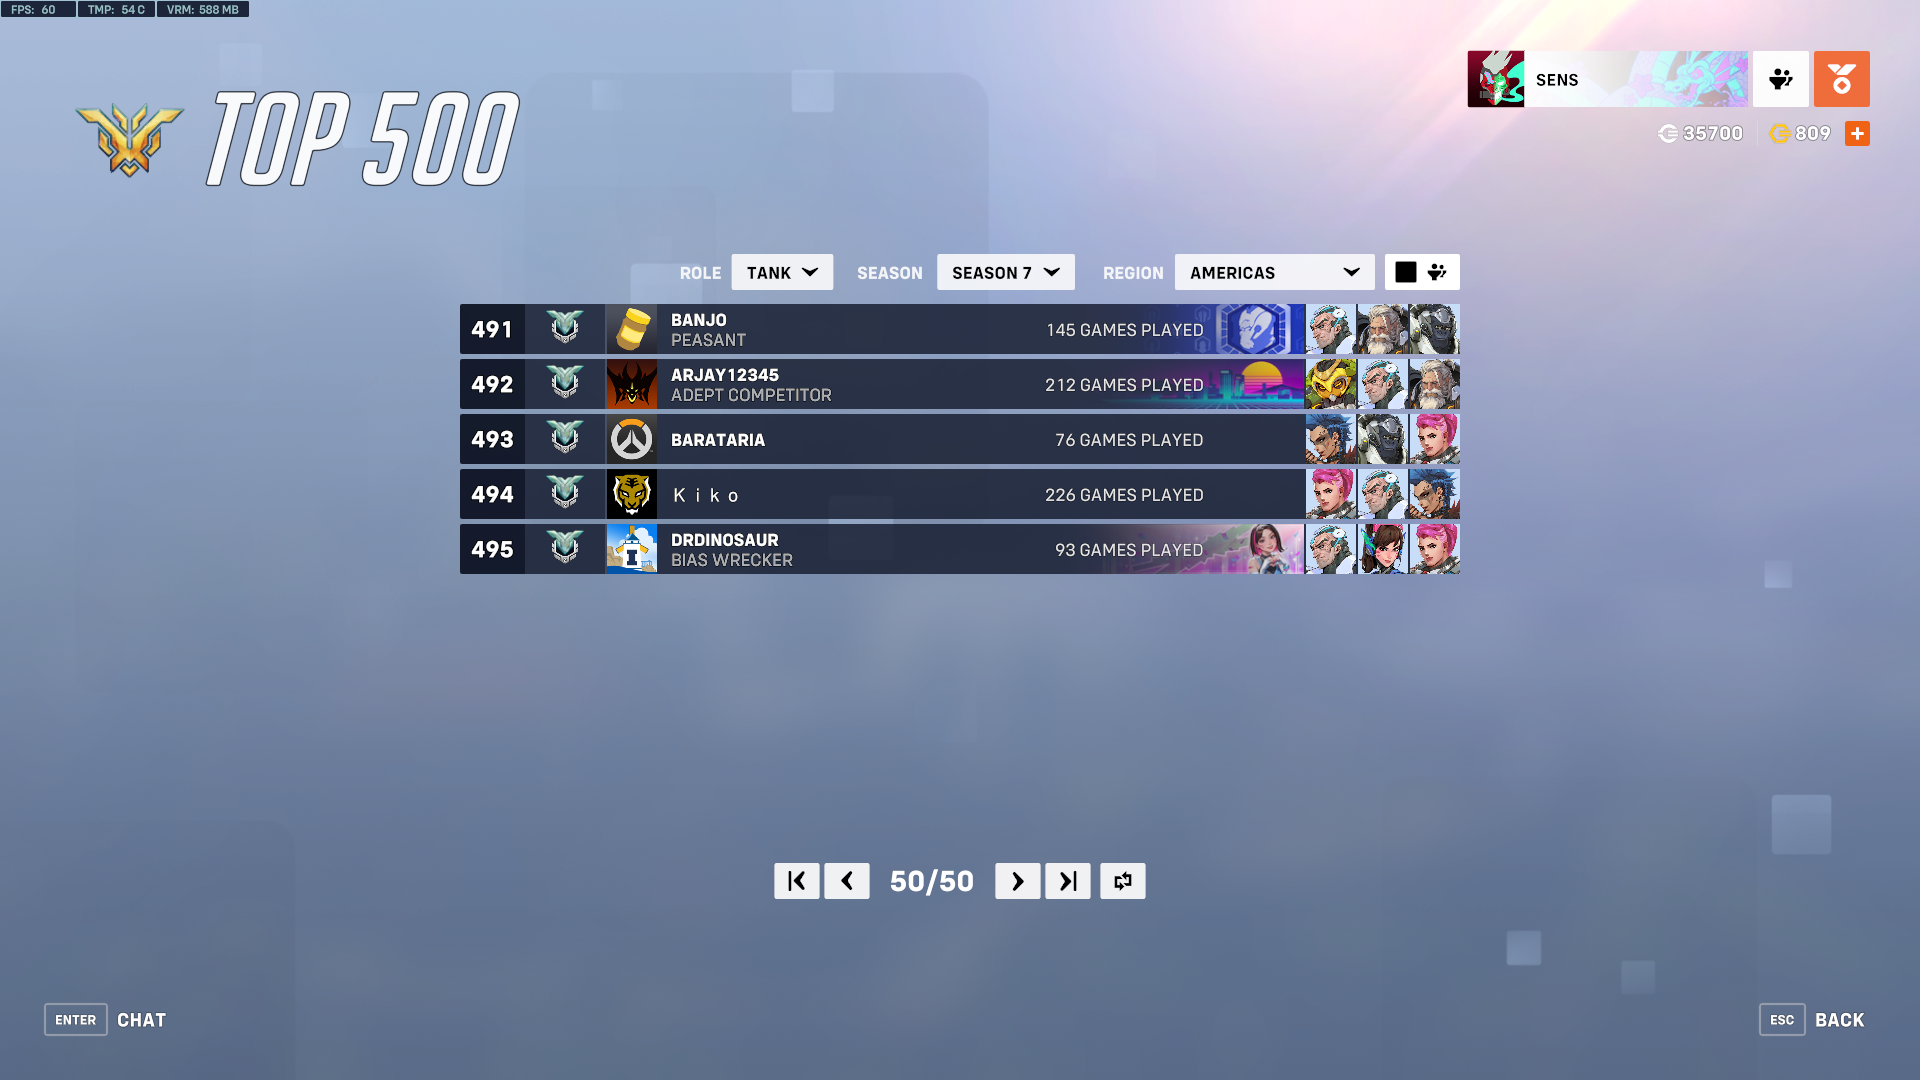 FPS: 60 TMP: 54 C VRM: 588 MB
TOP 500
SENS
35700 809 +
ROLE TANK SEASON SEASON 7 REGION AMERICAS
491 BANJO 145 GAMES PLAYED
PEASANT
492 ARJAY12345 212 GAMES PLAYED
ADEPT COMPETITOR
493 BARATARIA 76 GAMES PLAYED
494 Kiko 226 GAMES PLAYED
495 DRDINOSAUR 93 GAMES PLAYED
BIAS WRECKER
50/50
ENTER CHAT
ESC BACK